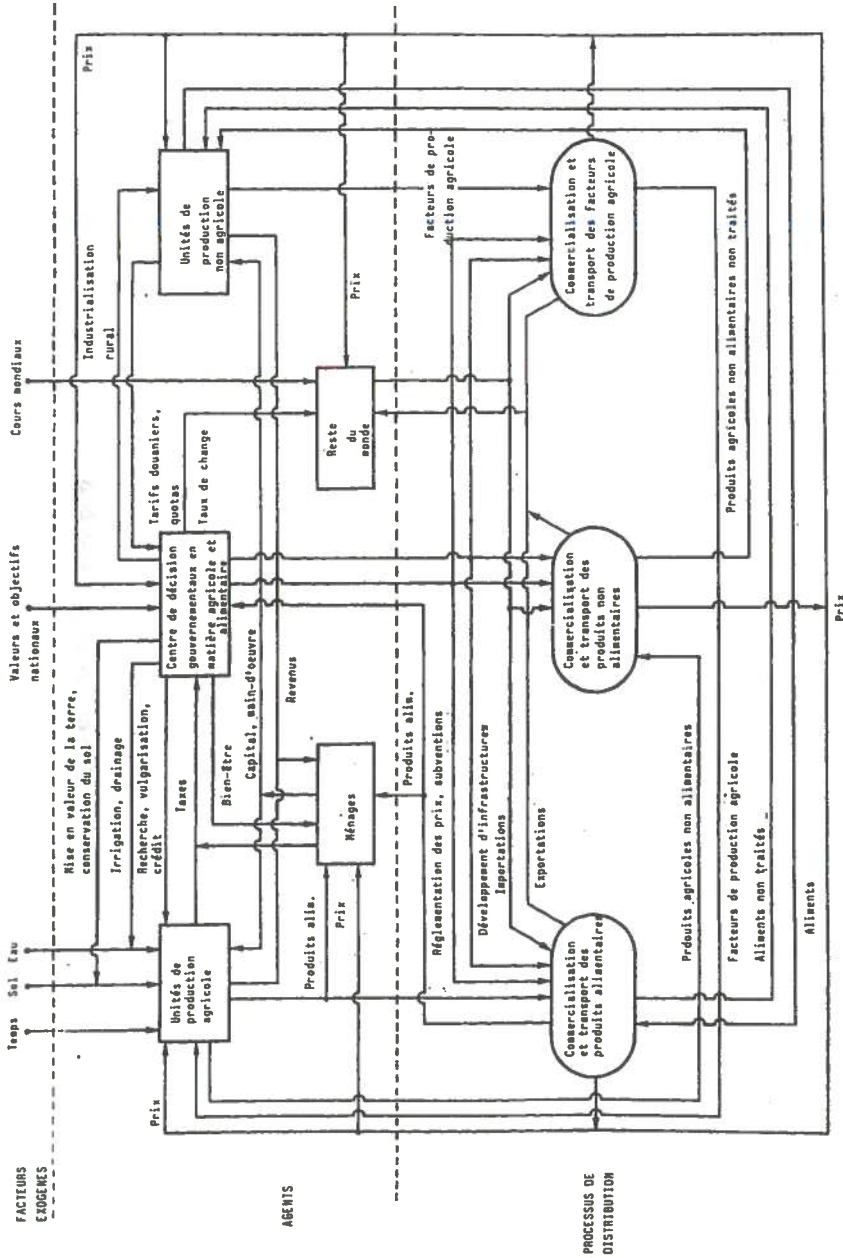 FACTEURS
EXOGENES
Temps
Sol
Eau
Valeurs et objectifs
nationaux
Cours mondiaux
Mise en valeur de la terre,
conservation du sol
Irrigation, drainage
Recherche, vulgarisation,
crédit
Industrialisation
rural
Prix
AGENTS
Prix
Unités de
production
agricole
Taxes
Centre de décision
gouvernementaux en
matière agricole et
alimentaire
Tarifs douaniers,
quotas
Taux de change
Unités de
production
non agricole
Bien-être
Capital, main-d'oeuvre
Revenus
Produits alim.
Prix
Ménages
Reste
du
monde
Prix
Produits alim.
Facteurs de pro-
duction agricole
Réglementation des prix, subventions
Développement d'infrastructures
Importations
Exportations
PROCESSUS DE
DISTRIBUTION
Commercialisation
et transport des
produits alimentaires
Commercialisation
et transport des
produits non
alimentaires
Commercialisation et
transport des facteurs
de production agricole
Prdouits agricoles non alimentaires
Produits agricoles non alimentaires non traités
Facteurs de production agricole
Aliments non traités
Aliments
Prix